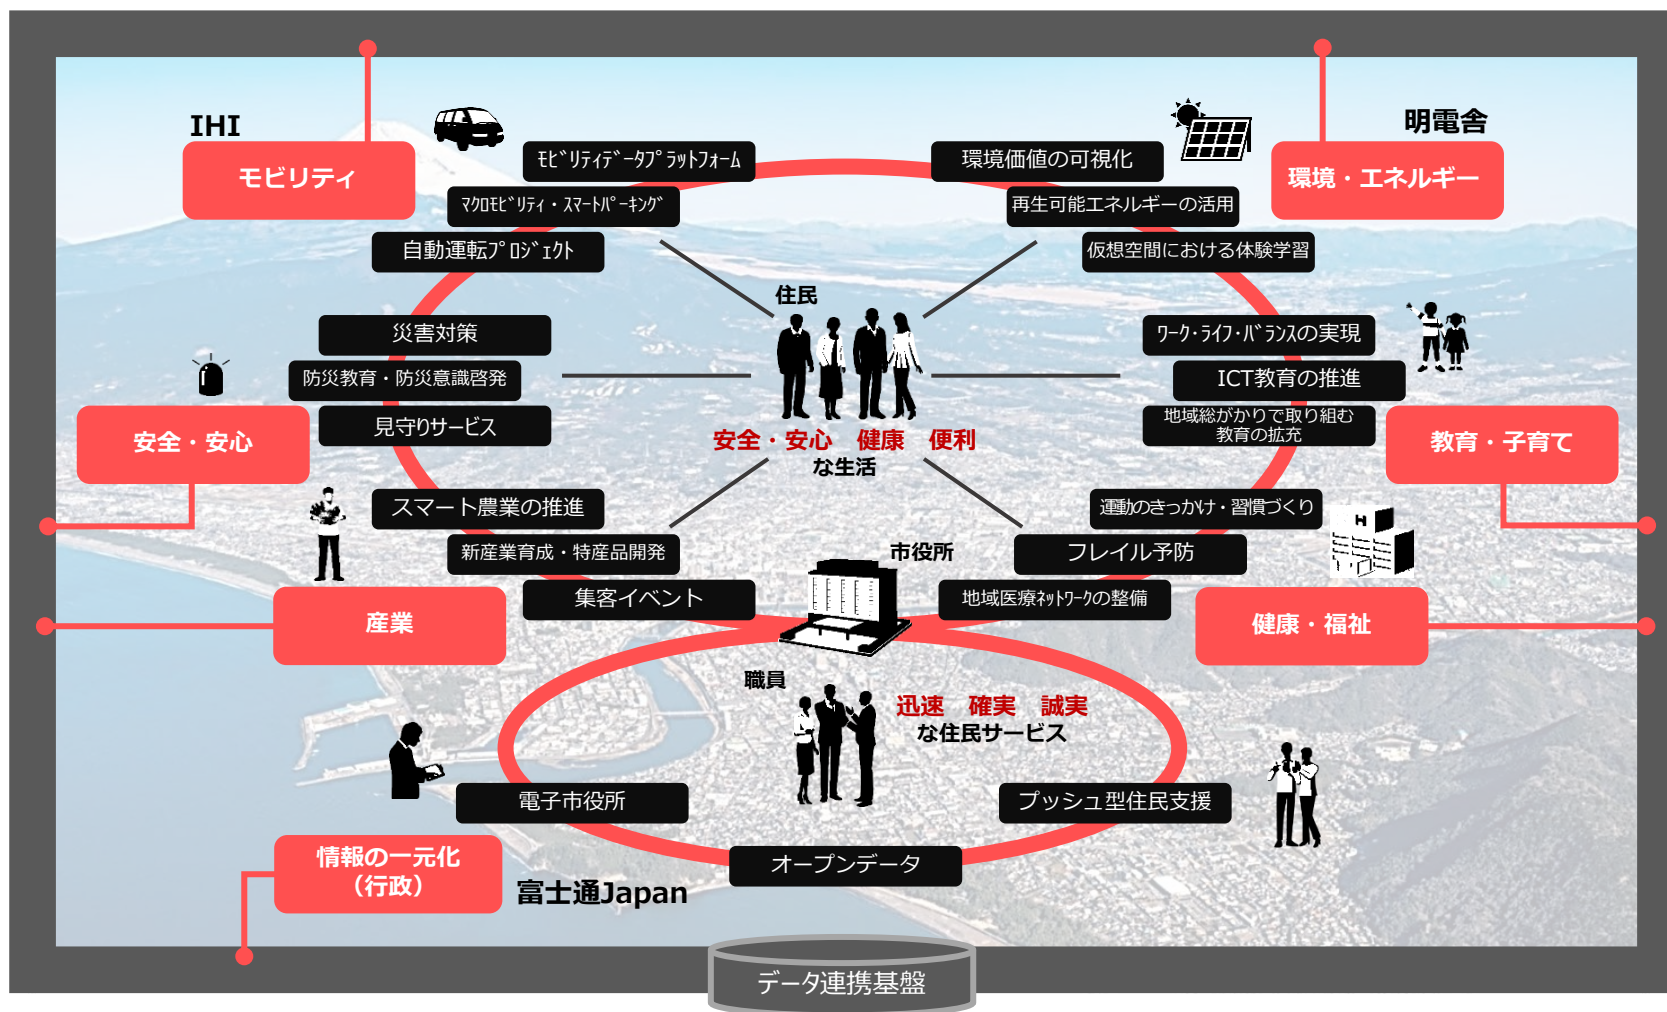 IHI
モビリティ
ﾓﾋﾞﾘﾃｨﾃﾞｰﾀﾌﾟﾗｯﾄﾌｫｰﾑ
ﾏｸﾛﾓﾋﾞﾘﾃｨ・ｽﾏｰﾄﾊﾟｰｷﾝｸﾞ
自動運転ﾌﾟﾛｼﾞｪｸﾄ
明電舎
環境・エネルギー
環境価値の可視化
再生可能エネルギーの活用
仮想空間における体験学習
住民
災害対策
防災教育・防災意識啓発
見守りサービス
安全・安心
ﾜｰｸ・ﾗｲﾌ・ﾊﾞﾗﾝｽの実現
ICT教育の推進
地域総がかりで取り組む
教育の拡充
教育・子育て
安全・安心　健康　便利
な生活
スマート農業の推進
新産業育成・特産品開発
集客イベント
産業
運動のきっかけ・習慣づくり
フレイル予防
地域医療ﾈｯﾄﾜｰｸの整備
健康・福祉
H
市役所
職員
迅速　確実　誠実
な住民サービス
電子市役所
プッシュ型住民支援
オープンデータ
情報の一元化
（行政）
富士通Japan
データ連携基盤